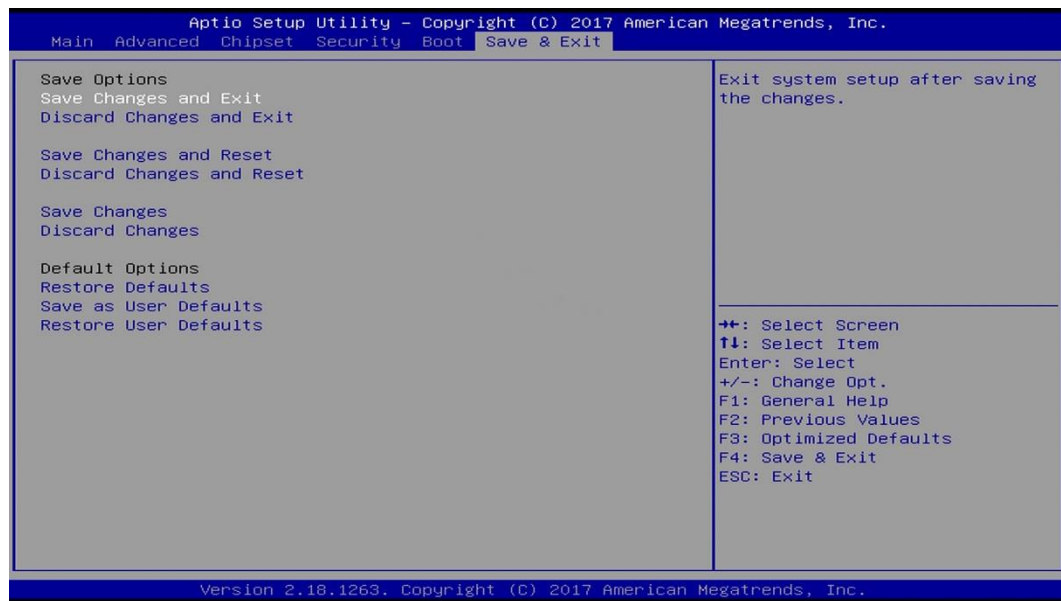 Aptio Setup Utility – Copyright (C) 2017 American Megatrends, Inc.
Main Advanced Chipset Security Boot Save & Exit
Save Options
Save Changes and Exit
Discard Changes and Exit
Save Changes and Reset
Discard Changes and Reset
Save Changes
Discard Changes
Default Options
Restore Defaults
Save as User Defaults
Restore User Defaults
Exit system setup after saving
the changes.
→←: Select Screen
↑↓: Select Item
Enter: Select
+/-: Change Opt.
F1: General Help
F2: Previous Values
F3: Optimized Defaults
F4: Save & Exit
ESC: Exit
Version 2.18.1263. Copyright (C) 2017 American Megatrends, Inc.